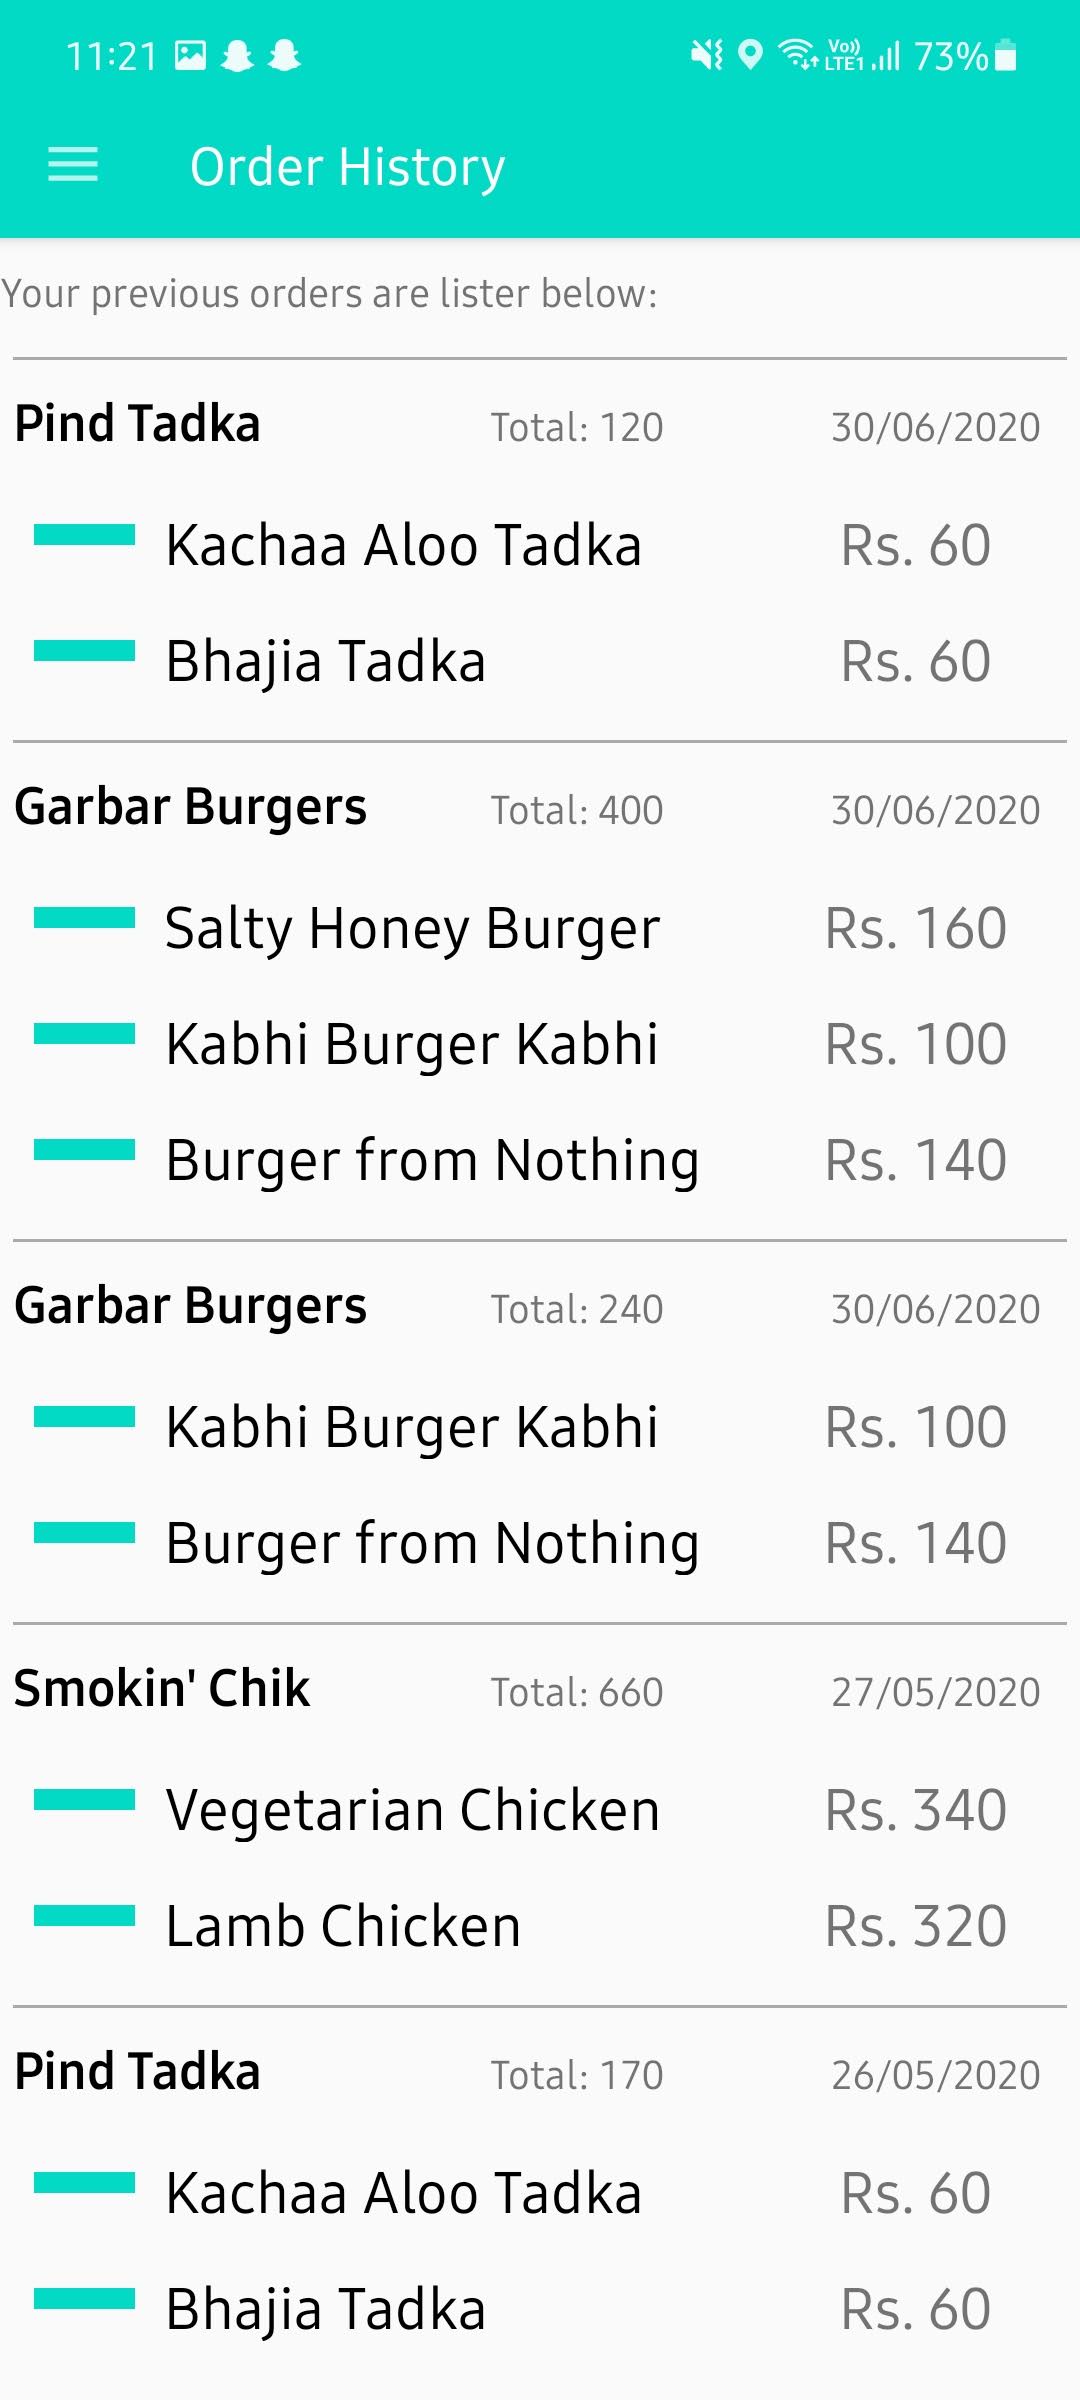 11:21 Vo)) LTE1 73%
Order History
Your previous orders are lister below:
Pind Tadka Total: 120 30/06/2020
Kachaa Aloo Tadka Rs. 60
Bhajia Tadka Rs. 60
Garbar Burgers Total: 400 30/06/2020
Salty Honey Burger Rs. 160
Kabhi Burger Kabhi Rs. 100
Burger from Nothing Rs. 140
Garbar Burgers Total: 240 30/06/2020
Kabhi Burger Kabhi Rs. 100
Burger from Nothing Rs. 140
Smokin' Chik Total: 660 27/05/2020
Vegetarian Chicken Rs. 340
Lamb Chicken Rs. 320
Pind Tadka Total: 170 26/05/2020
Kachaa Aloo Tadka Rs. 60
Bhajia Tadka Rs. 60